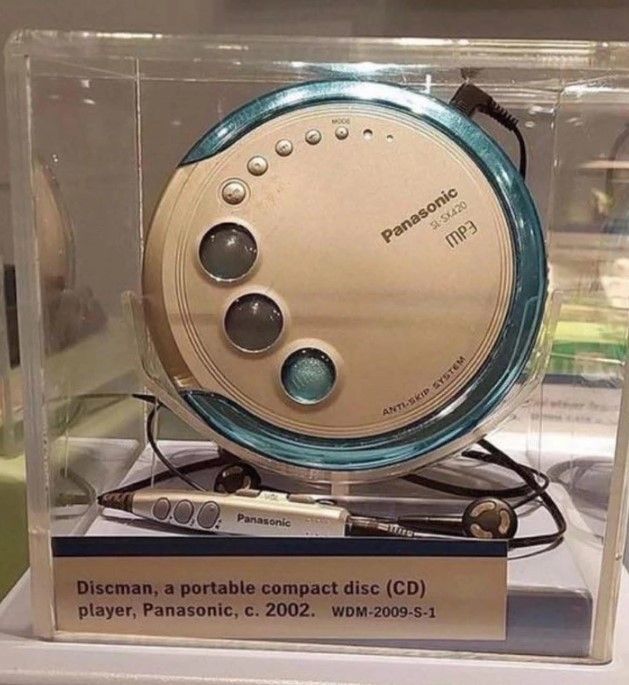 MODE
Panasonic
SL-SX420
MP3
ANTI-SKIP SYSTEM
VOL
Panasonic
Discman, a portable compact disc (CD)
player, Panasonic, c. 2002. WDM-2009-S-1